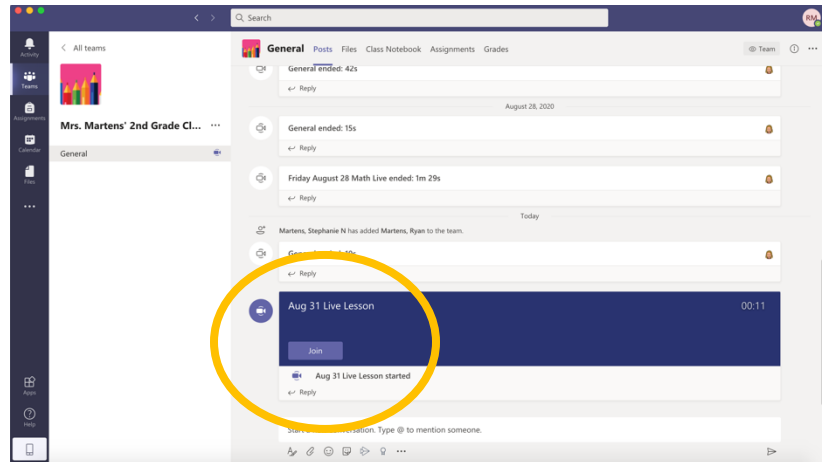 Search
RM
Activity
Teams
Assignments
Calendar
Files
Apps
Help
All teams
Mrs. Martens' 2nd Grade Cl...
General
General Posts Files Class Notebook Assignments Grades
Team
General ended: 42s
Reply
August 28, 2020
General ended: 15s
Reply
Friday August 28 Math Live ended: 1m 29s
Reply
Today
Martens, Stephanie N has added Martens, Ryan to the team.
Reply
Aug 31 Live Lesson 00:11
Join
Aug 31 Live Lesson started
Reply
Type @ to mention someone.